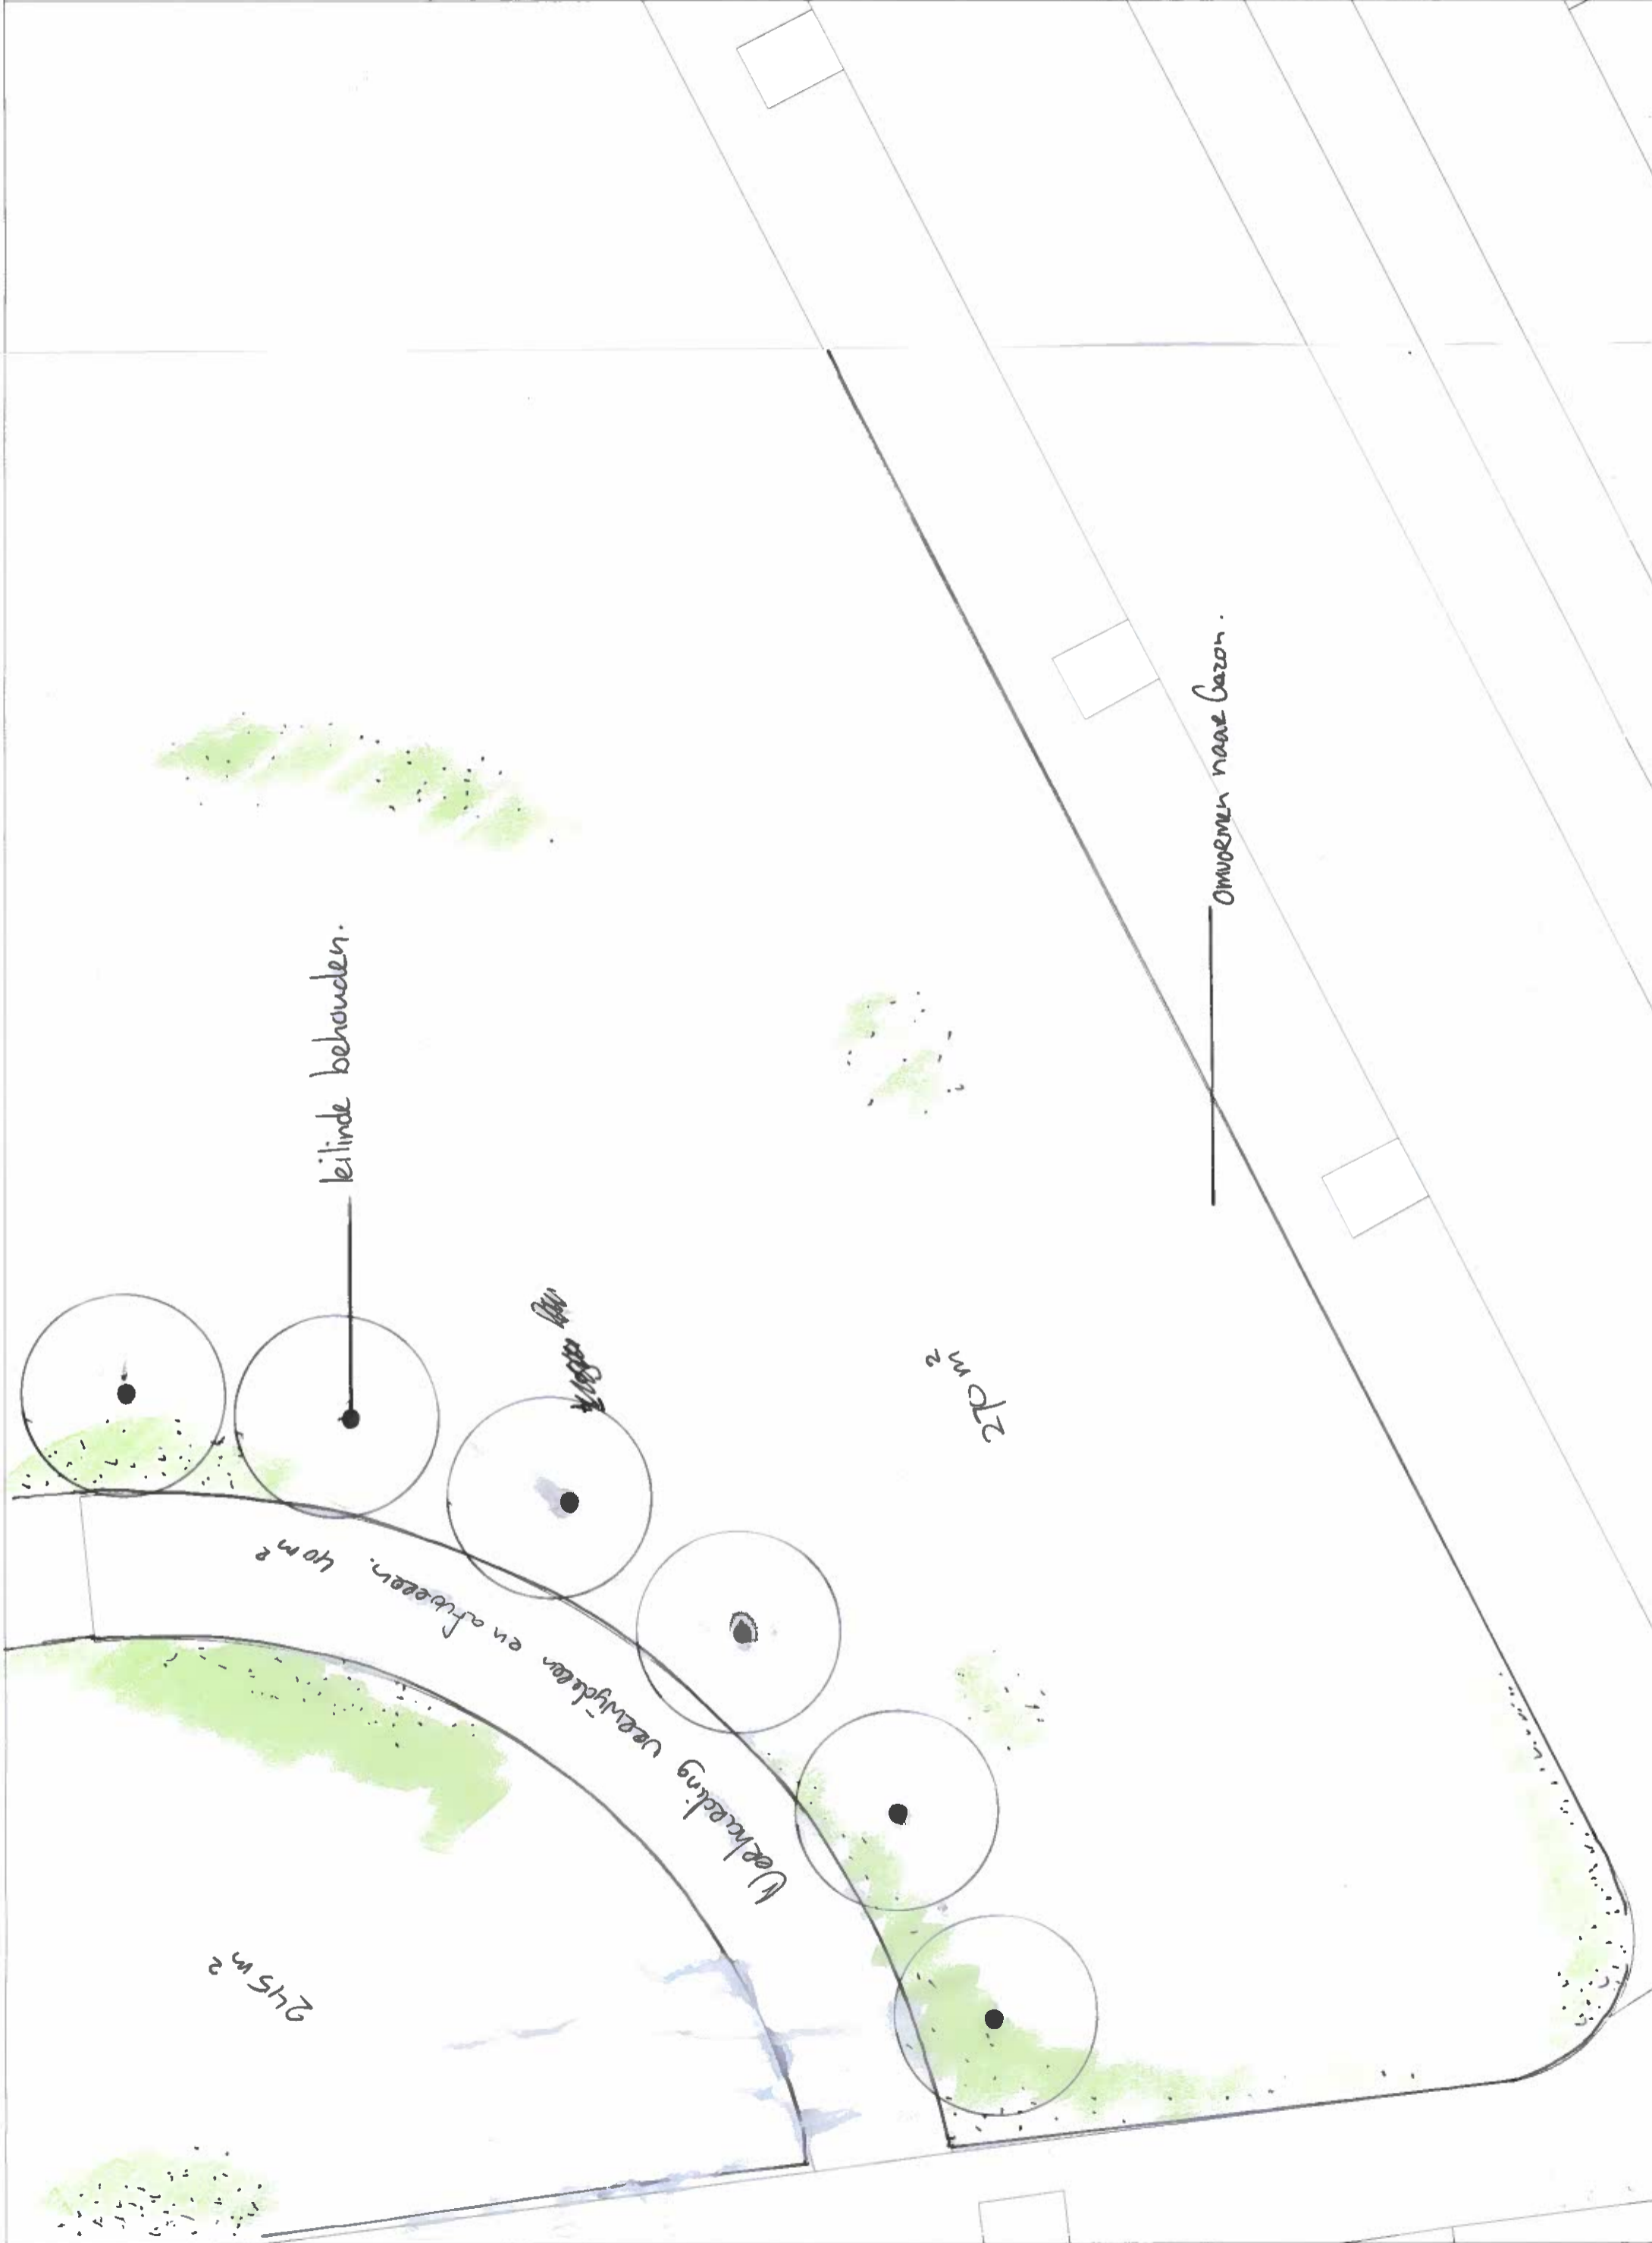 leilinde behouden.
omvormen naar Gazon.
270 m²
Verharding verwijderen en afvoeren. 40 m²
245 m²